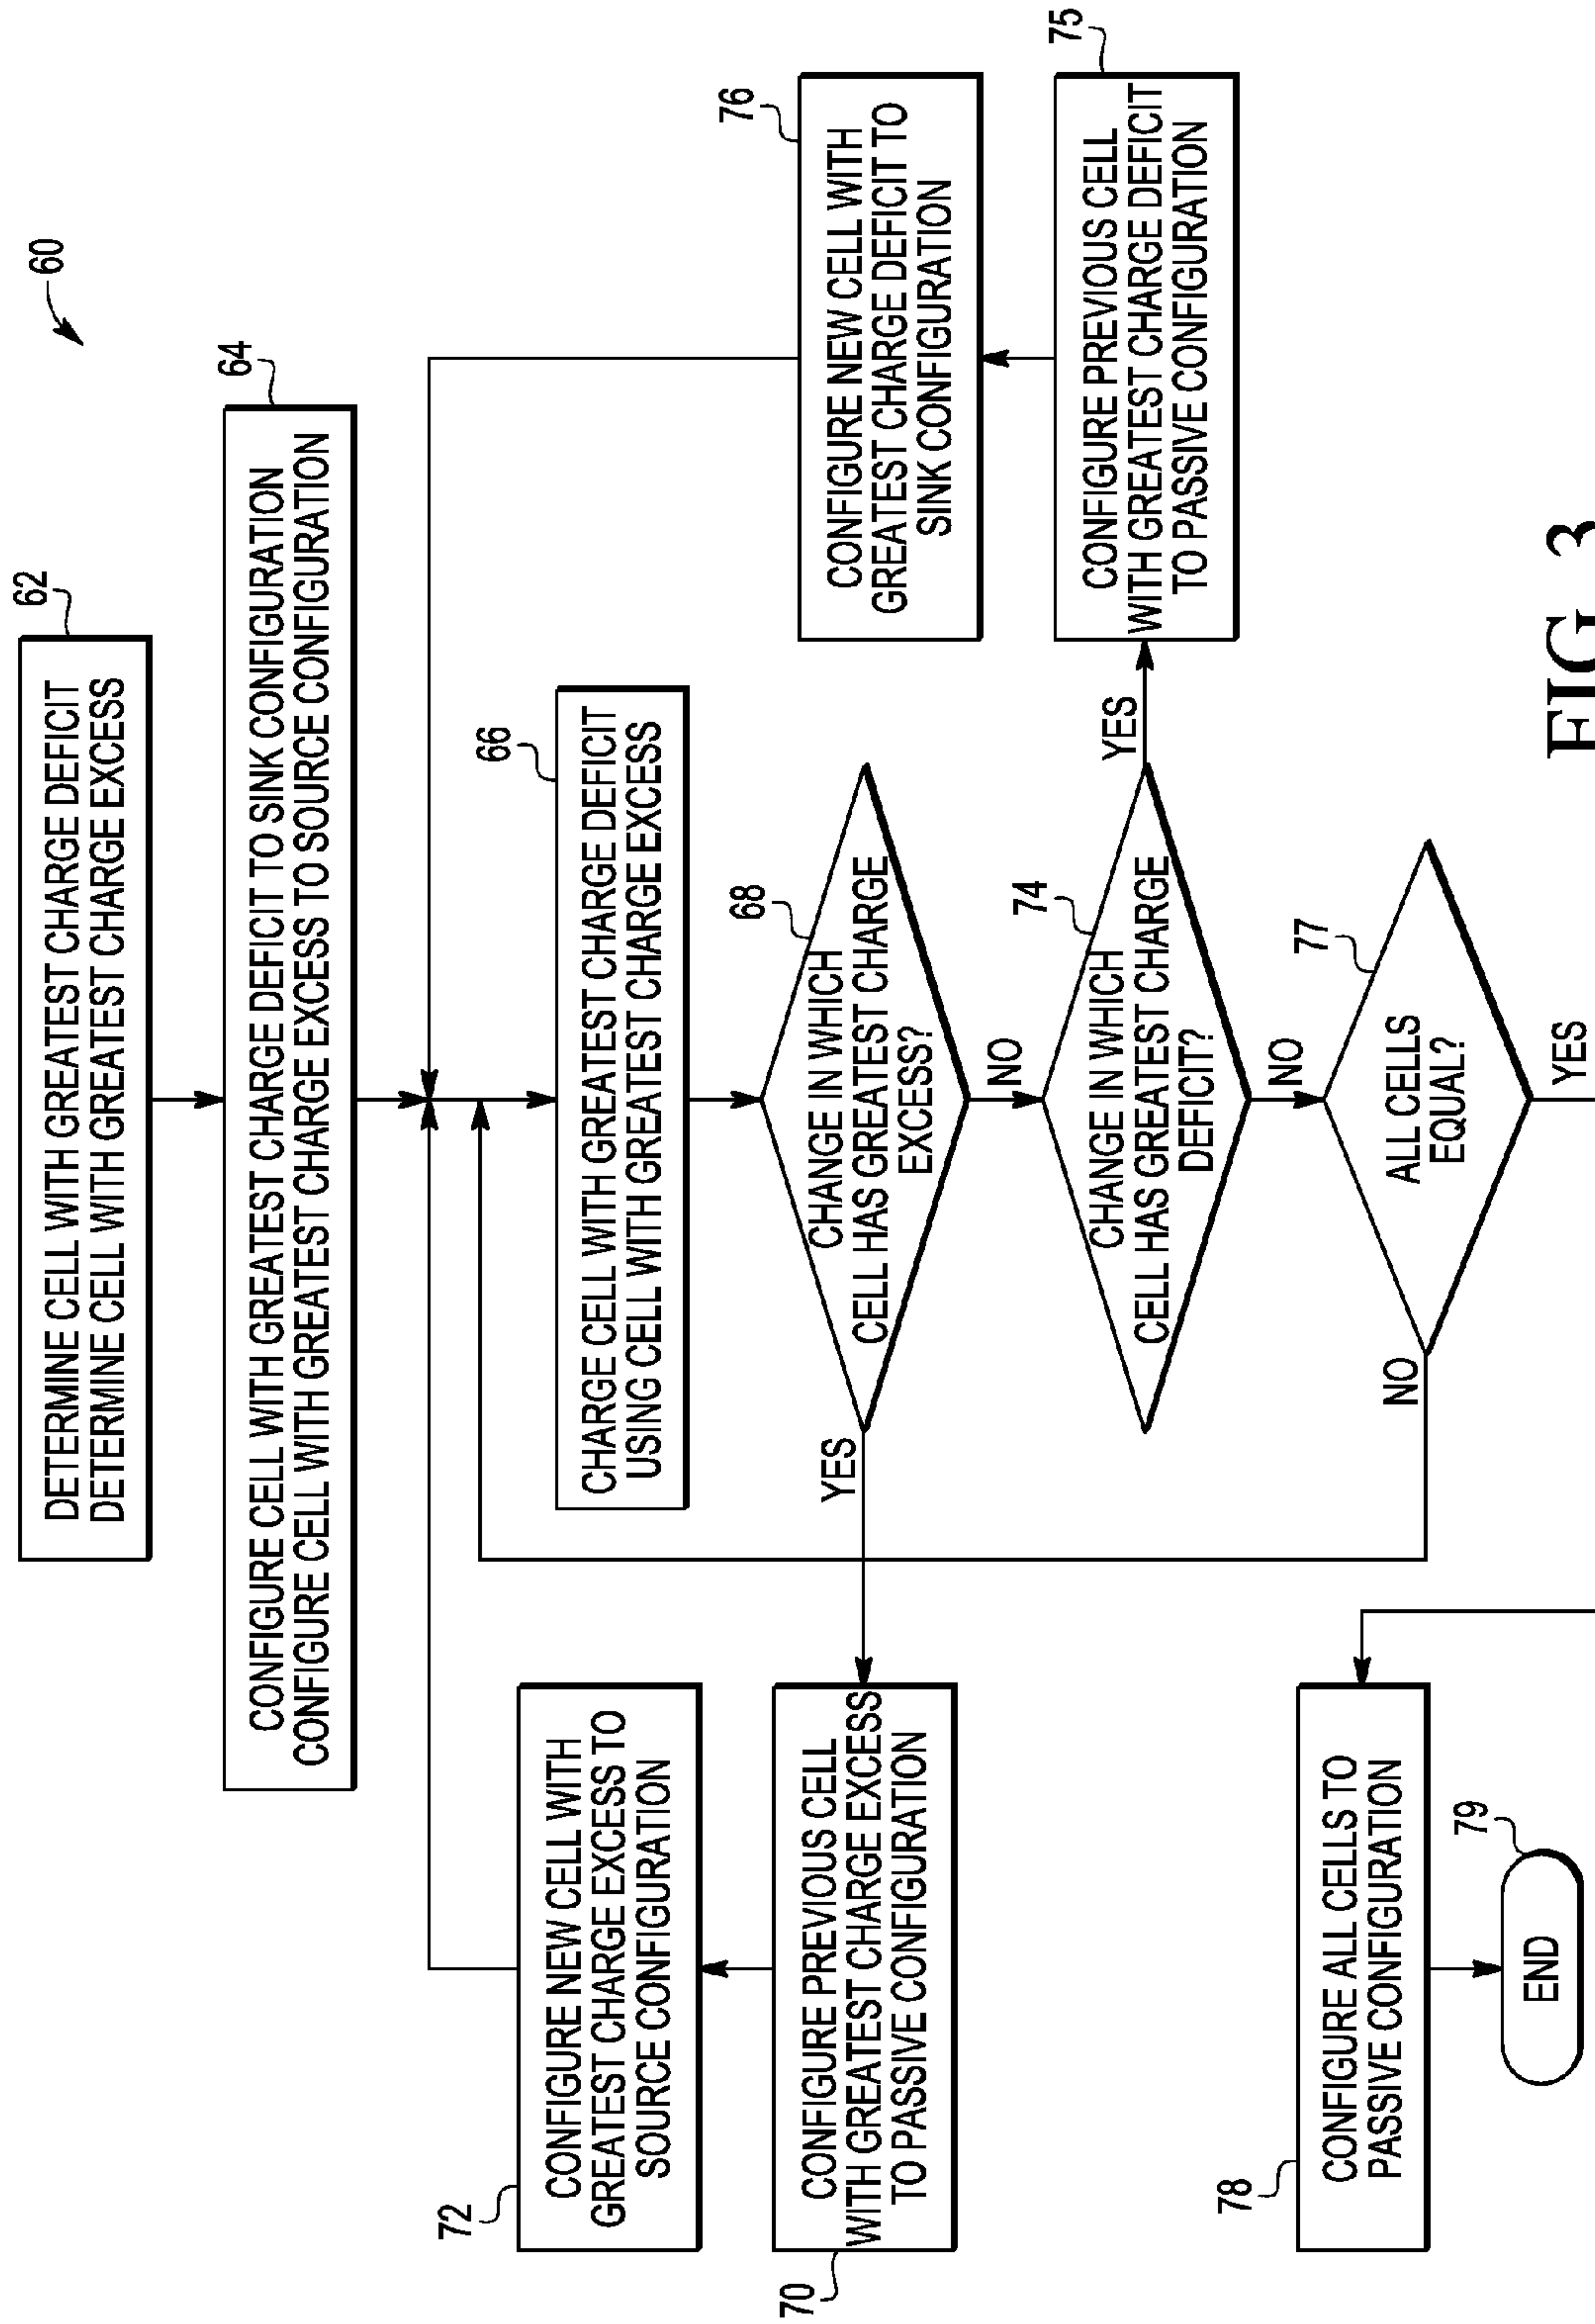 60
62
DETERMINE CELL WITH GREATEST CHARGE DEFICIT
DETERMINE CELL WITH GREATEST CHARGE EXCESS
64
CONFIGURE CELL WITH GREATEST CHARGE DEFICIT TO SINK CONFIGURATION
CONFIGURE CELL WITH GREATEST CHARGE EXCESS TO SOURCE CONFIGURATION
66
CHARGE CELL WITH GREATEST CHARGE DEFICIT
USING CELL WITH GREATEST CHARGE EXCESS
68
CHANGE IN WHICH
CELL HAS GREATEST CHARGE
EXCESS?
YES
NO
70
CONFIGURE PREVIOUS CELL
WITH GREATEST CHARGE EXCESS
TO PASSIVE CONFIGURATION
72
CONFIGURE NEW CELL WITH
GREATEST CHARGE EXCESS TO
SOURCE CONFIGURATION
74
CHANGE IN WHICH
CELL HAS GREATEST CHARGE
DEFICIT?
YES
NO
75
CONFIGURE PREVIOUS CELL
WITH GREATEST CHARGE DEFICIT
TO PASSIVE CONFIGURATION
76
CONFIGURE NEW CELL WITH
GREATEST CHARGE DEFICIT TO
SINK CONFIGURATION
77
ALL CELLS
EQUAL?
NO
YES
78
CONFIGURE ALL CELLS TO
PASSIVE CONFIGURATION
79
END
FIG. 3